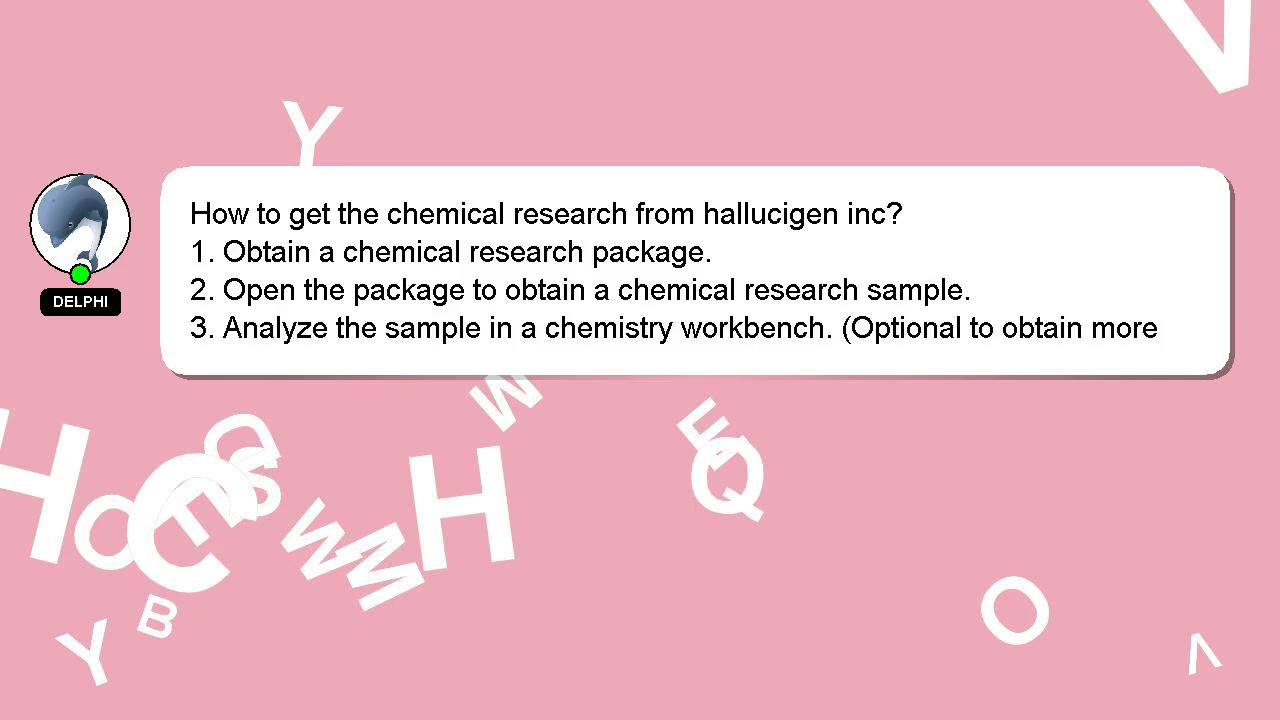 How to get the chemical research from hallucigen inc?
1. Obtain a chemical research package.
2. Open the package to obtain a chemical research sample.
3. Analyze the sample in a chemistry workbench. (Optional to obtain more
DELPHI
V
Y
W
H
O
C
T
D
S
W
M
H
E
Q
B
Y
O
V